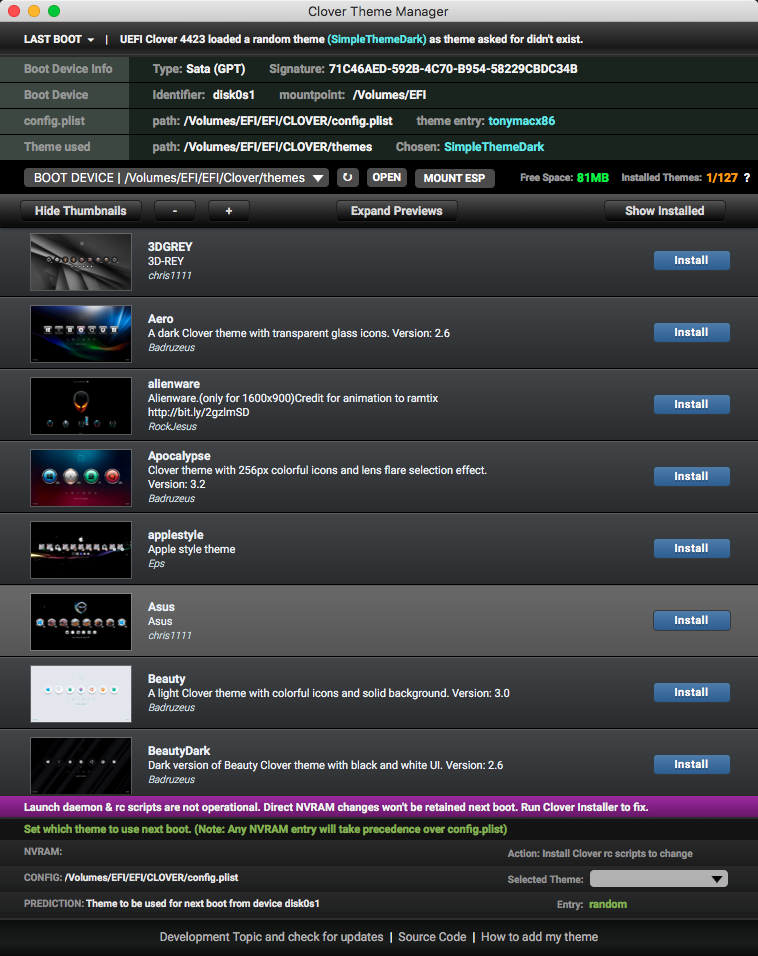 Clover Theme Manager
LAST BOOT | UEFI Clover 4423 loaded a random theme (SimpleThemeDark) as theme asked for didn't exist.
Boot Device Info Type: Sata (GPT) Signature: 71C46AED-592B-4C70-B954-58229CBDC34B
Boot Device Identifier: disk0s1 mountpoint: /Volumes/EFI
config.plist path: /Volumes/EFI/EFI/CLOVER/config.plist theme entry: tonymacx86
Theme used path: /Volumes/EFI/EFI/CLOVER/themes Chosen: SimpleThemeDark
BOOT DEVICE | /Volumes/EFI/EFI/Clover/themes OPEN MOUNT ESP Free Space: 81MB Installed Themes: 1/127 ?
Hide Thumbnails - + Expand Previews Show Installed
3DGREY
3D-REY
chris1111
Install
Aero
A dark Clover theme with transparent glass icons. Version: 2.6
Badruzeus
Install
alienware
Alienware.(only for 1600x900)Credit for animation to ramtix
http://bit.ly/2gzlmSD
RockJesus
Install
Apocalypse
Clover theme with 256px colorful icons and lens flare selection effect.
Version: 3.2
Badruzeus
Install
applestyle
Apple style theme
Eps
Install
Asus
Asus
chris1111
Install
Beauty
A light Clover theme with colorful icons and solid background. Version: 3.0
Badruzeus
Install
BeautyDark
Dark version of Beauty Clover theme with black and white UI. Version: 2.6
Badruzeus
Install
Launch daemon & rc scripts are not operational. Direct NVRAM changes won't be retained next boot. Run Clover Installer to fix.
Set which theme to use next boot. (Note: Any NVRAM entry will take precedence over config.plist)
NVRAM: Action: Install Clover rc scripts to change
CONFIG: /Volumes/EFI/EFI/CLOVER/config.plist Selected Theme:
PREDICTION: Theme to be used for next boot from device disk0s1 Entry: random
Development Topic and check for updates | Source Code | How to add my theme